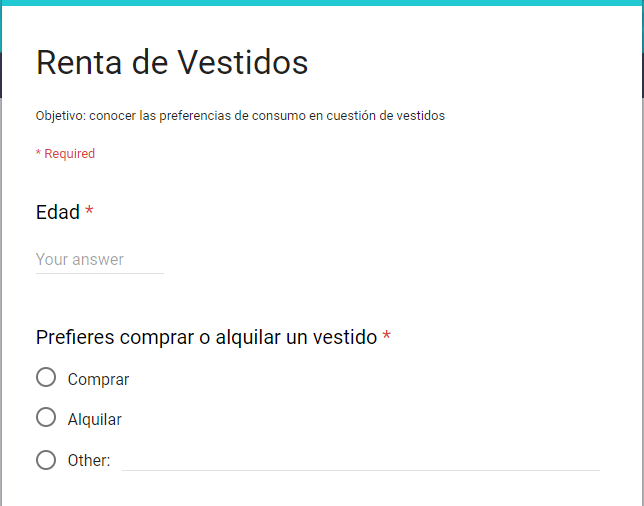 Renta de Vestidos
Objetivo: conocer las preferencias de consumo en cuestión de vestidos
* Required
Edad *
Your answer
Prefieres comprar o alquilar un vestido *
Comprar
Alquilar
Other: